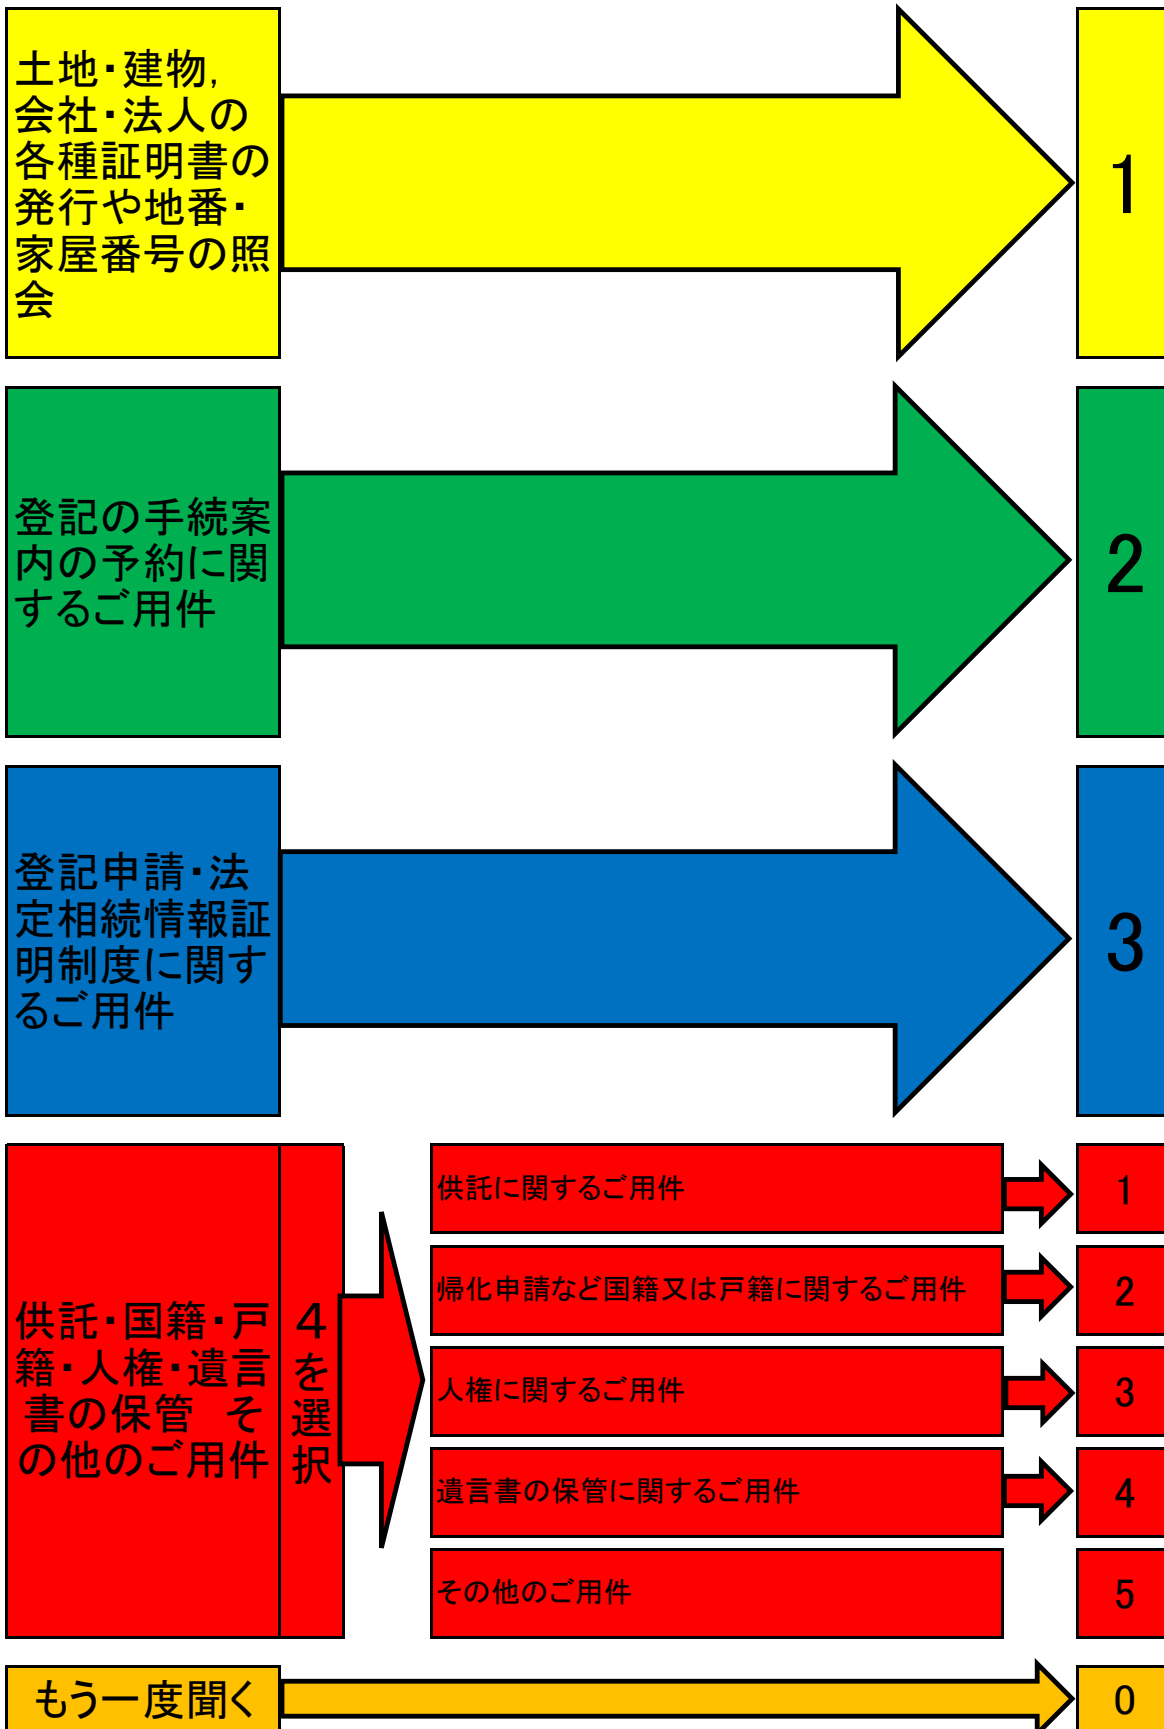 土地・建物,
会社・法人の
各種証明書の
発行や地番・
家屋番号の照
会
1
登記の手続案
内の予約に関
するご用件
2
登記申請・法
定相続情報証
明制度に関す
るご用件
3
供託・国籍・戸
籍・人権・遺言
書の保管　そ
の他のご用件
４を選択
供託に関するご用件
1
帰化申請など国籍又は戸籍に関するご用件
2
人権に関するご用件
3
遺言書の保管に関するご用件
4
その他のご用件
5
もう一度聞く
0